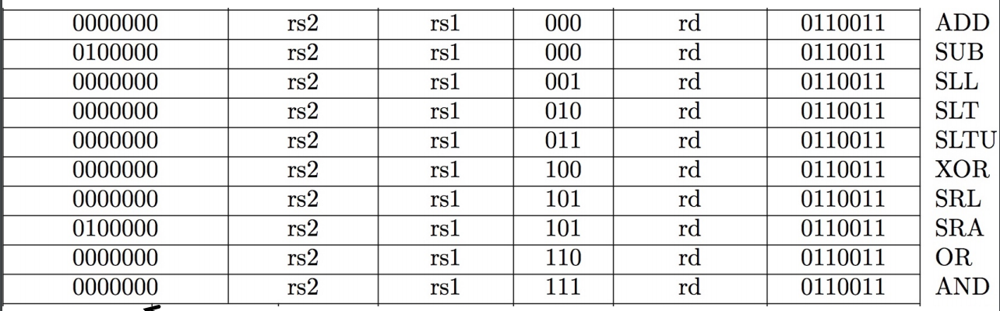 0000000 rs2 rs1 000 rd 0110011 ADD
0100000 rs2 rs1 000 rd 0110011 SUB
0000000 rs2 rs1 001 rd 0110011 SLL
0000000 rs2 rs1 010 rd 0110011 SLT
0000000 rs2 rs1 011 rd 0110011 SLTU
0000000 rs2 rs1 100 rd 0110011 XOR
0000000 rs2 rs1 101 rd 0110011 SRL
0100000 rs2 rs1 101 rd 0110011 SRA
0000000 rs2 rs1 110 rd 0110011 OR
0000000 rs2 rs1 111 rd 0110011 AND